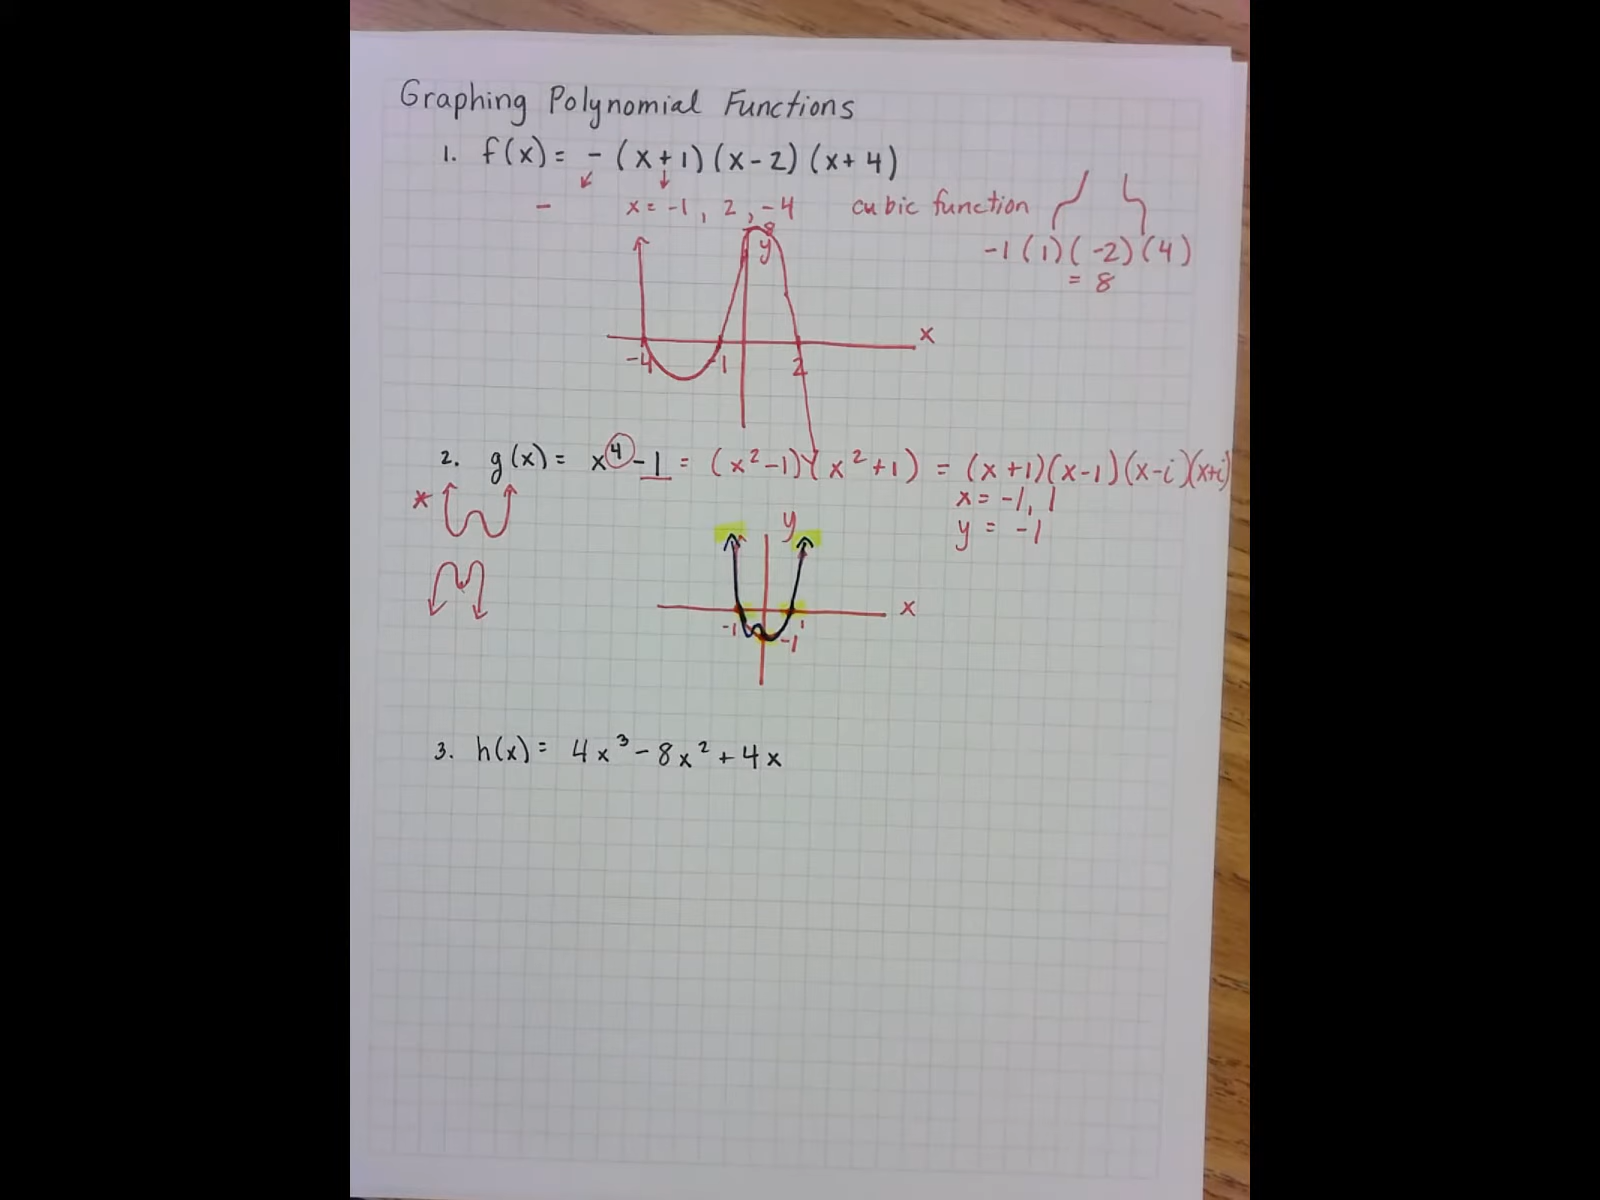 Graphing Polynomial Functions
1. f(x) = - (x+1)(x-2)(x+4)
- x = -1, 2, -4 cubic function
-1(1)(-2)(4)
= 8
8
y
x
-4 -1 2
2. g(x) = x⁴-1 = (x²-1)(x²+1) = (x+1)(x-1)(x-i)(x+i)
* x = -1, 1
y = -1
y
x
-1 1
-1
3. h(x) = 4x³-8x²+4x